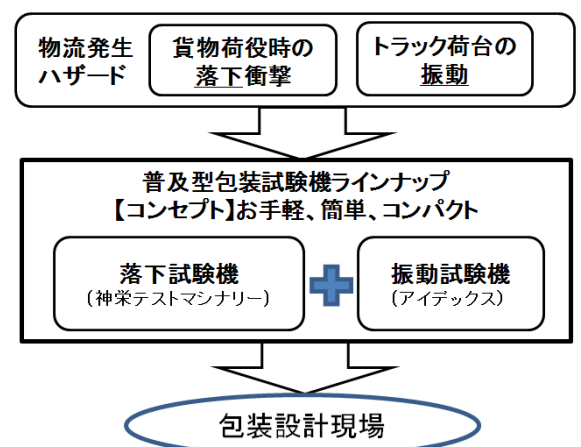 物流発生
ハザード
貨物荷役時の
落下衝撃
トラック荷台の
振動
普及型包装試験機ラインナップ
【コンセプト】お手軽、簡単、コンパクト
落下試験機
(神栄テストマシナリー)
振動試験機
(アイデックス)
包装設計現場